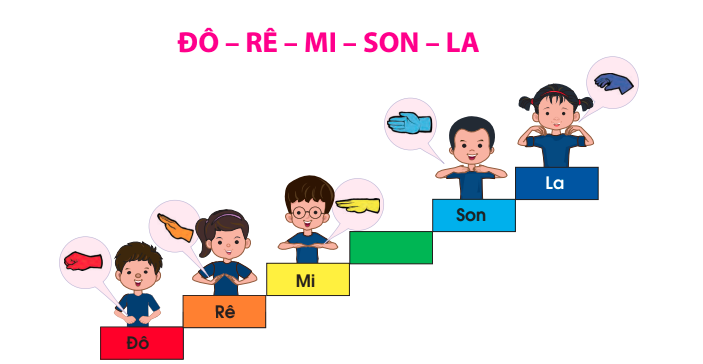 ĐÔ – RÊ – MI – SON – LA
La
Son
Mi
Rê
Đô